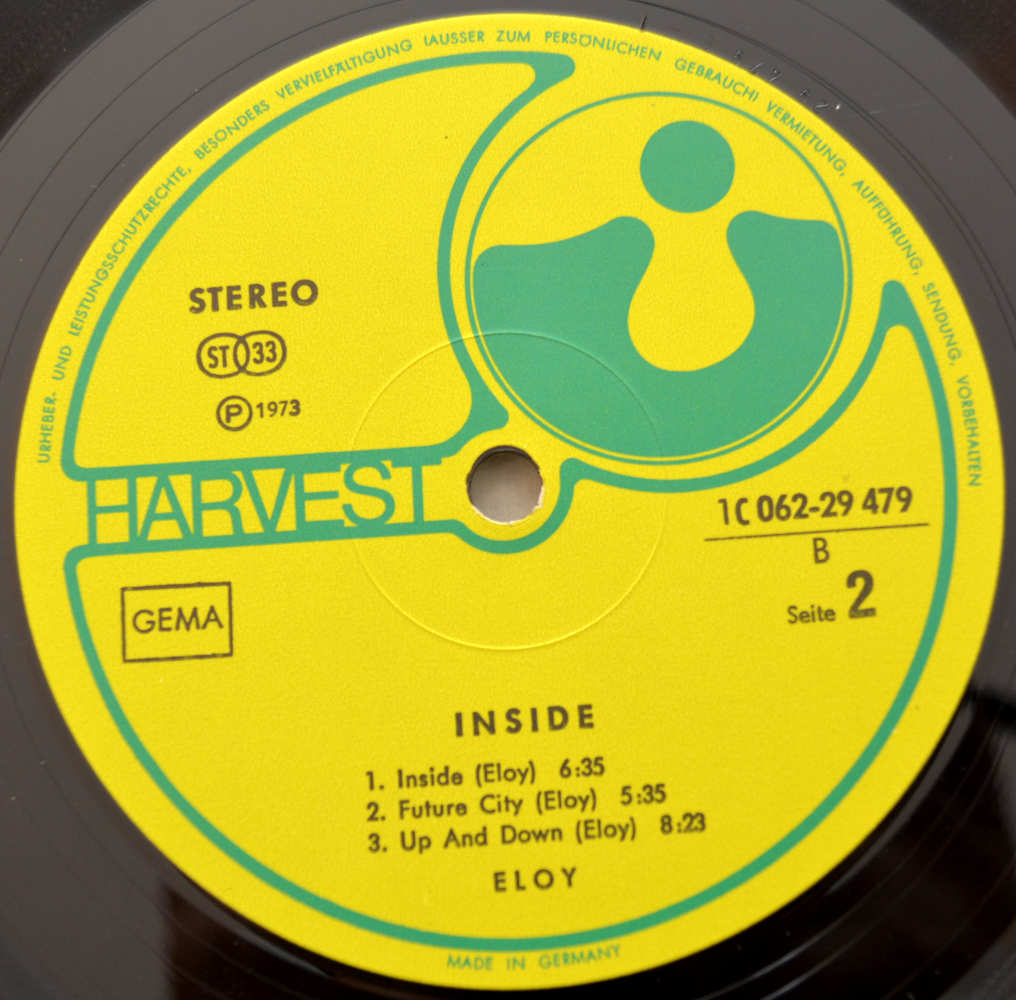 URHEBER. UND LEISTUNGSSCHUTZRECHTE, BESONDERS VERVIELFÄLTIGUNG (AUSSER ZUM PERSÖNLICHEN GEBRAUCH) VERMIETUNG, AUFFÜHRUNG, SENDUNG, VORBEHALTEN
STEREO
ST 33
Ⓟ 1973
HARVEST
1C 062-29 479
B
Seite 2
GEMA
INSIDE
1. Inside (Eloy) 6:35
2. Future City (Eloy) 5:35
3. Up And Down (Eloy) 8:23
ELOY
MADE IN GERMANY